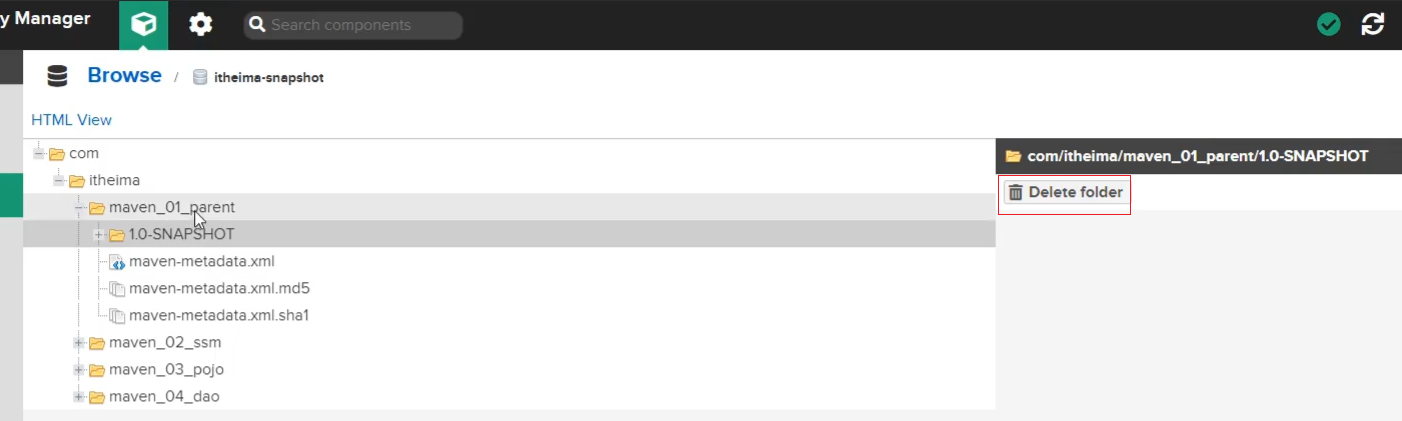 y Manager
Search components
Browse / itheima-snapshot
HTML View
com
com/itheima/maven_01_parent/1.0-SNAPSHOT
itheima
Delete folder
maven_01_parent
1.0-SNAPSHOT
maven-metadata.xml
maven-metadata.xml.md5
maven-metadata.xml.sha1
maven_02_ssm
maven_03_pojo
maven_04_dao